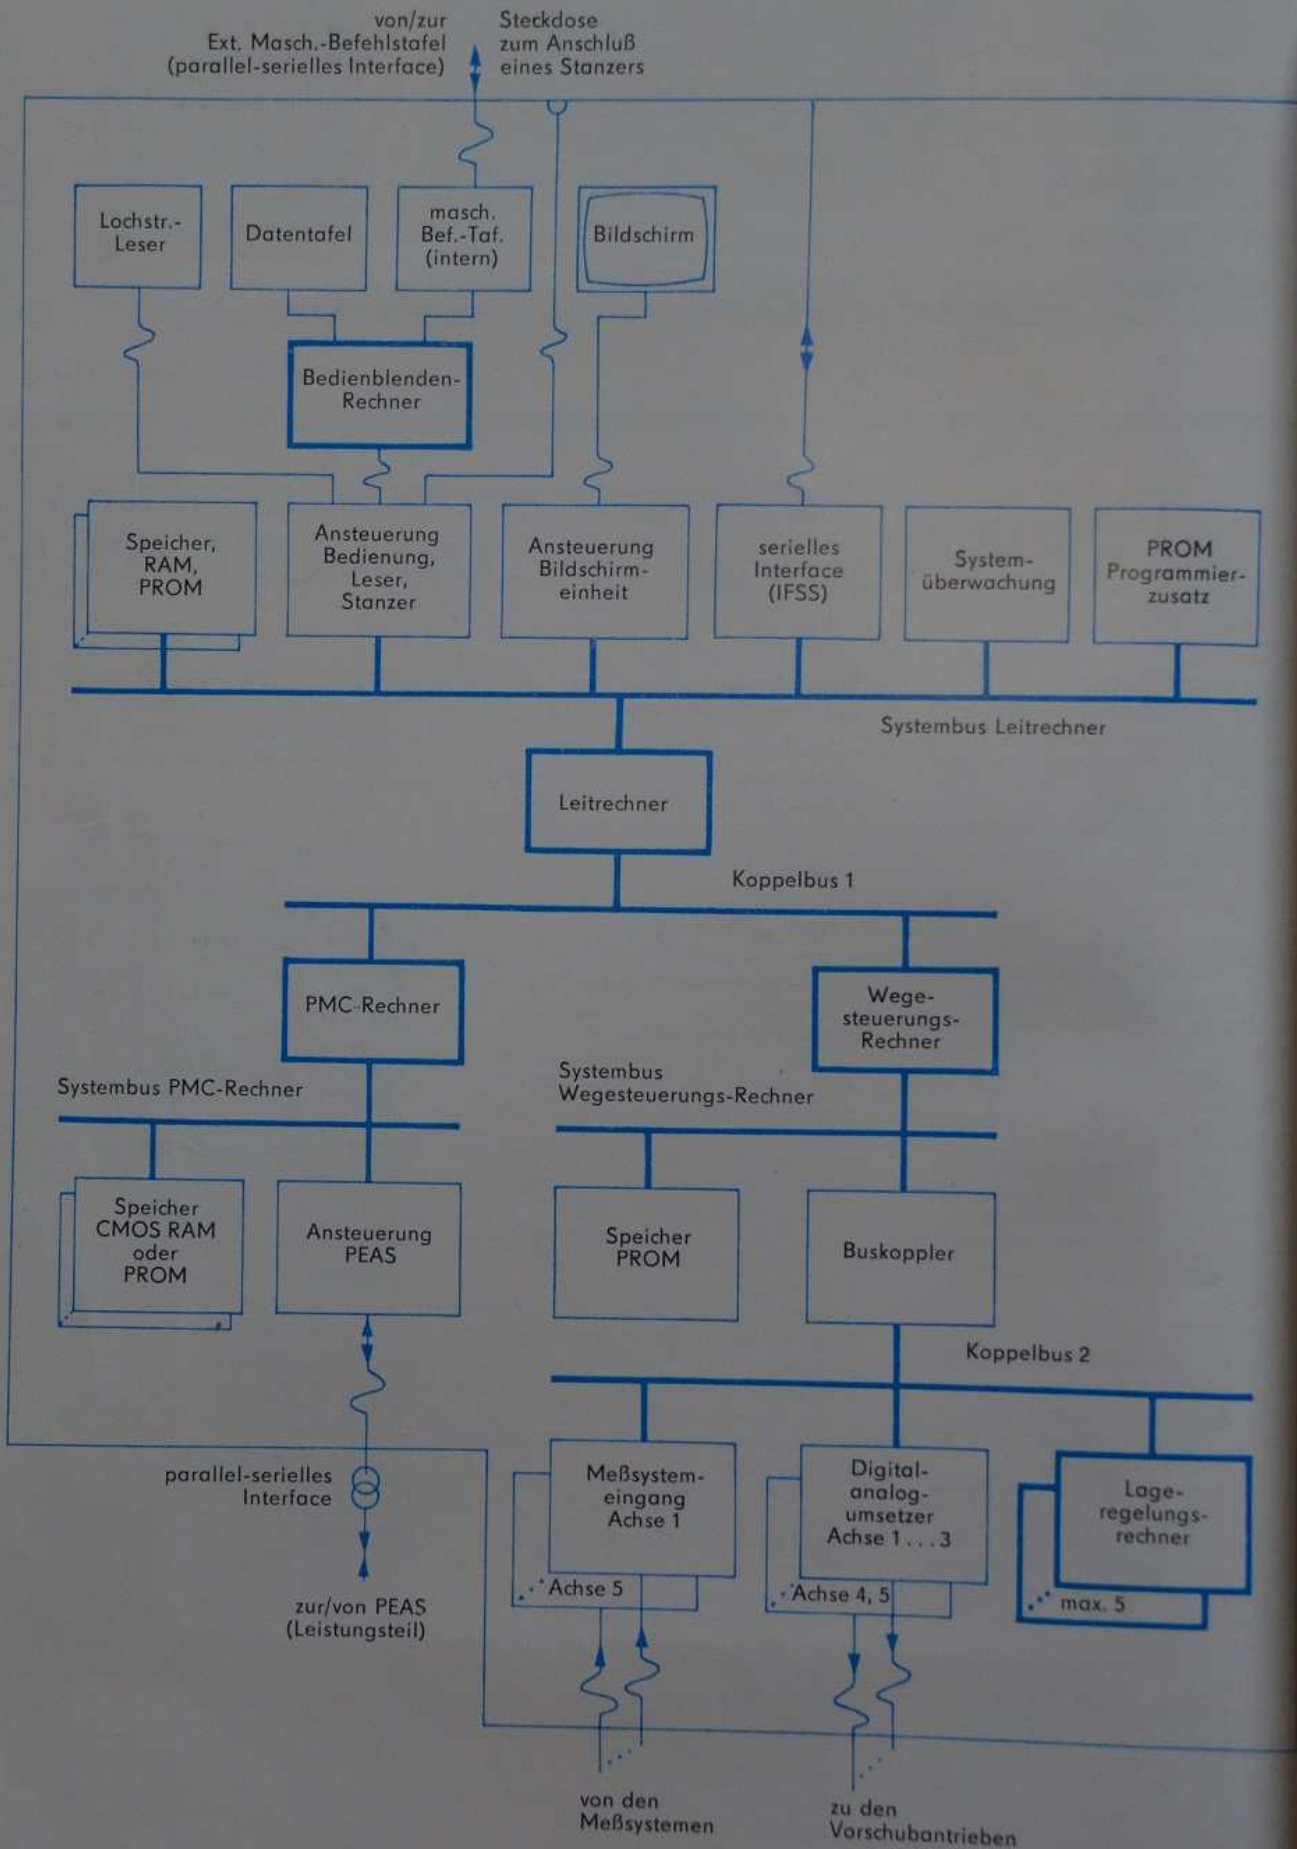 von/zur
Ext. Masch.-Befehlstafel
(parallel-serielles Interface)
Steckdose
zum Anschluß
eines Stanzers
Lochstr.-
Leser
Datentafel
masch.
Bef.-Taf.
(intern)
Bildschirm
Bedienblenden-
Rechner
Speicher,
RAM,
PROM
Ansteuerung
Bedienung,
Leser,
Stanzer
Ansteuerung
Bildschirm-
einheit
serielles
Interface
(IFSS)
System-
überwachung
PROM
Programmier-
zusatz
Systembus Leitrechner
Leitrechner
Koppelbus 1
PMC-Rechner
Wege-
steuerungs-
Rechner
Systembus PMC-Rechner
Systembus
Wegesteuerungs-Rechner
Speicher
CMOS RAM
oder
PROM
Ansteuerung
PEAS
Speicher
PROM
Buskoppler
Koppelbus 2
parallel-serielles
Interface
zur/von PEAS
(Leistungsteil)
Meßsystem-
eingang
Achse 1
Achse 5
Digital-
analog-
umsetzer
Achse 1...3
Achse 4, 5
Lage-
regelungs-
rechner
max. 5
von den
Meßsystemen
zu den
Vorschubantrieben